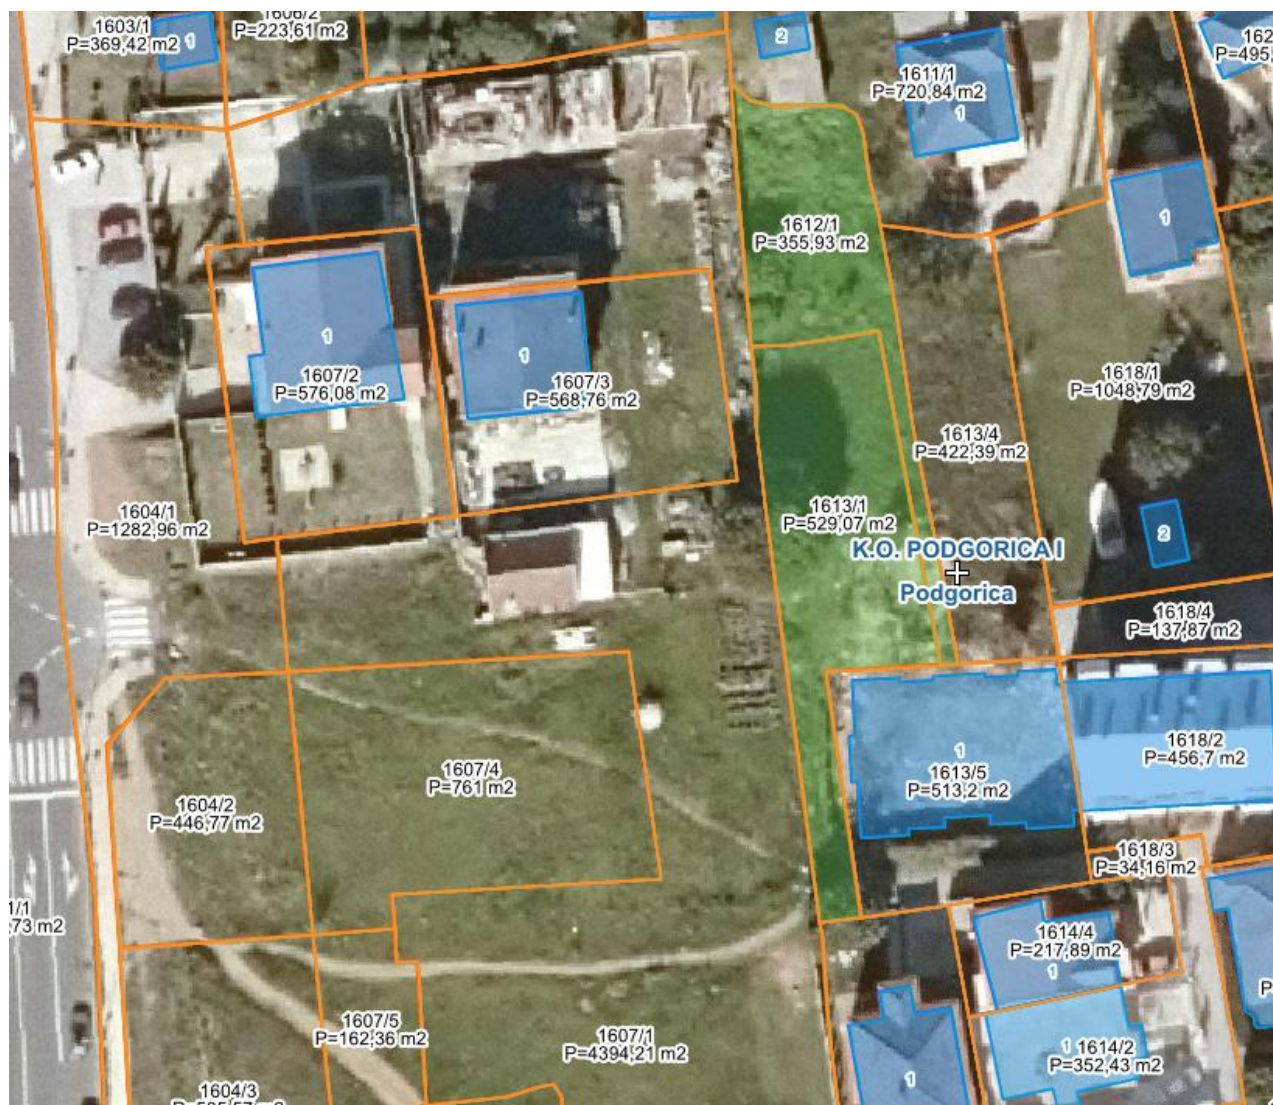 1603/1
P=369,42 m2
1
1606/2
P=223,61 m2
2
1611/1
P=720,84 m2
1
P=495,
1612/1
P=355,93 m2
1
1
1607/2
P=576,08 m2
1
1607/3
P=568,76 m2
1618/1
P=1048,79 m2
1613/4
P=422,39 m2
1604/1
P=1282,96 m2
1613/1
P=529,07 m2
2
K.O. PODGORICA I
Podgorica
1618/4
P=137,87 m2
1607/4
P=761 m2
1
1613/5
P=513,2 m2
1618/2
P=456,7 m2
1604/2
P=446,77 m2
1618/3
P=34,16 m2
1/1
,73 m2
1614/4
P=217,89 m2
1
P
1607/5
P=162,36 m2
1607/1
P=4394,21 m2
1 1614/2
P=352,43 m2
1
1604/3